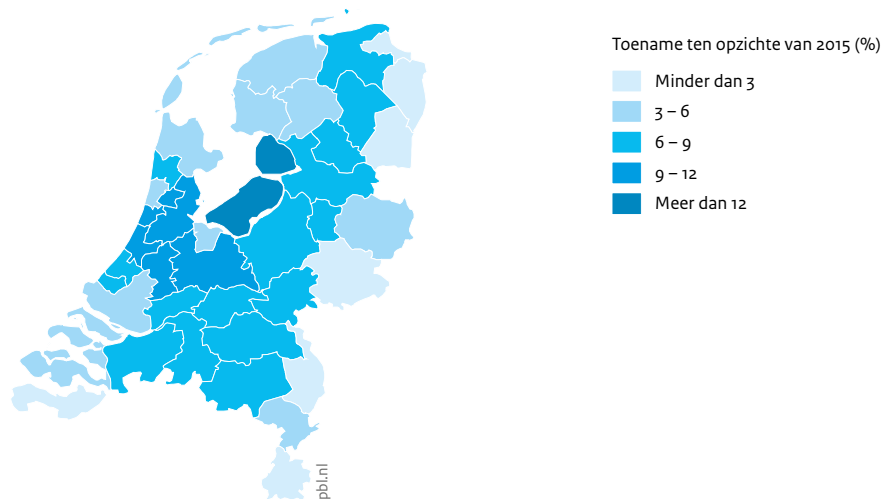 Toename ten opzichte van 2015 (%)
Minder dan 3
3 – 6
6 – 9
9 – 12
Meer dan 12
pbl.nl